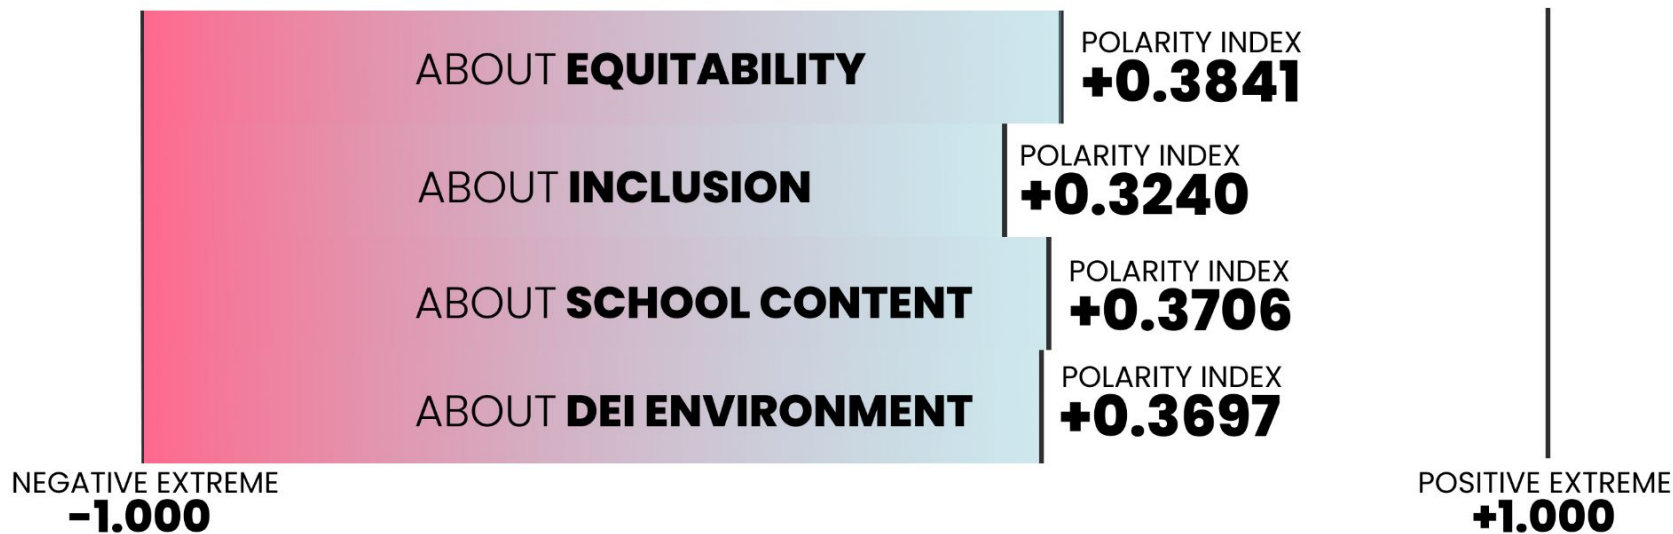 ABOUT EQUITABILITY
POLARITY INDEX
+0.3841
ABOUT INCLUSION
POLARITY INDEX
+0.3240
ABOUT SCHOOL CONTENT
POLARITY INDEX
+0.3706
ABOUT DEI ENVIRONMENT
POLARITY INDEX
+0.3697
NEGATIVE EXTREME
-1.000
POSITIVE EXTREME
+1.000